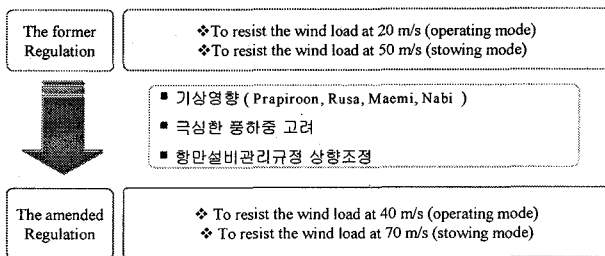 The former
Regulation
❖To resist the wind load at 20 m/s (operating mode)
❖To resist the wind load at 50 m/s (stowing mode)
▪ 기상영향 ( Prapiroon, Rusa, Maemi, Nabi )
▪ 극심한 풍하중 고려
▪ 항만설비관리규정 상향조정
The amended
Regulation
❖ To resist the wind load at 40 m/s (operating mode)
❖ To resist the wind load at 70 m/s (stowing mode)